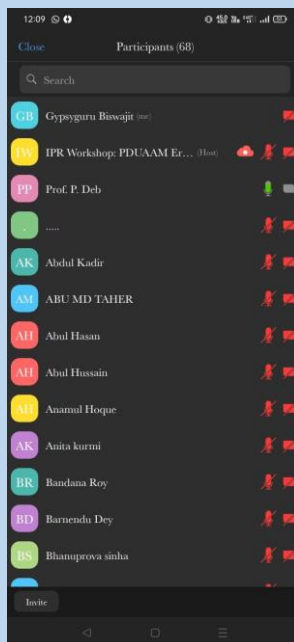 12:09
Close Participants (68)
Search
GB Gypsyguru Biswajit (me)
IW IPR Workshop: PDUAAM Er... (Host)
PP Prof. P. Deb
. .....
AK Abdul Kadir
AM ABU MD TAHER
AH Abul Hasan
AH Abul Hussain
AH Anamul Hoque
AK Anita kurmi
BR Bandana Roy
BD Barnendu Dey
BS Bhanuprova sinha
Invite